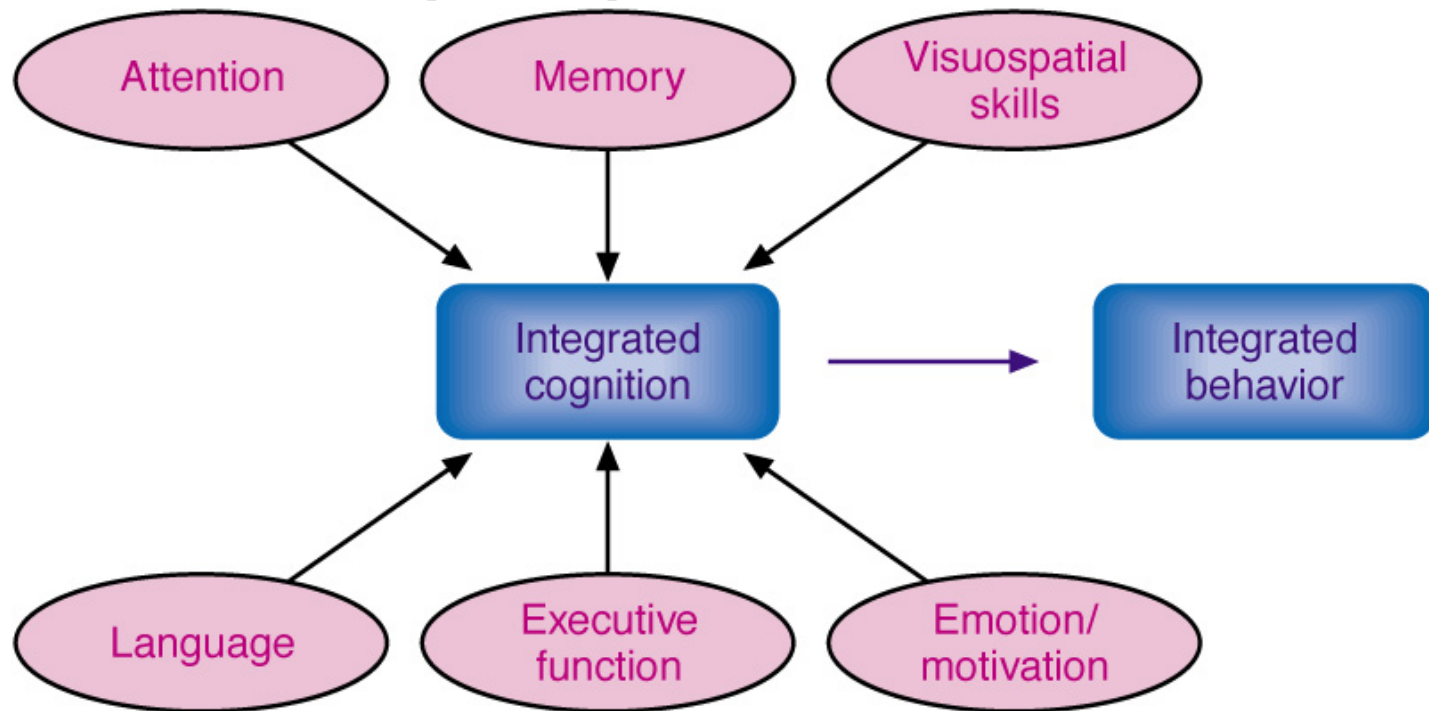 Attention
Memory
Visuospatial
skills
Integrated
cognition
Integrated
behavior
Language
Executive
function
Emotion/
motivation